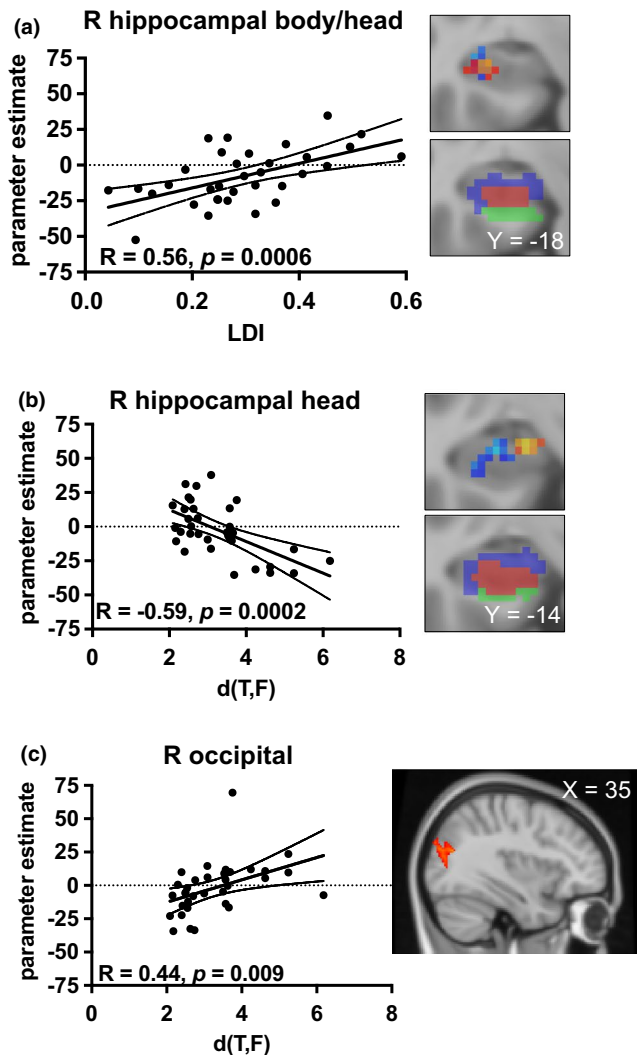 (a) R hippocampal body/head
parameter estimate
75
50
25
0
-25
-50
-75
R = 0.56, p = 0.0006
0.0 0.2 0.4 0.6
LDI
Y = -18
(b) R hippocampal head
parameter estimate
75
50
25
0
-25
-50
-75
R = -0.59, p = 0.0002
0 2 4 6 8
d(T,F)
Y = -14
(c) R occipital
parameter estimate
75
50
25
0
-25
-50
-75
R = 0.44, p = 0.009
0 2 4 6 8
d(T,F)
X = 35